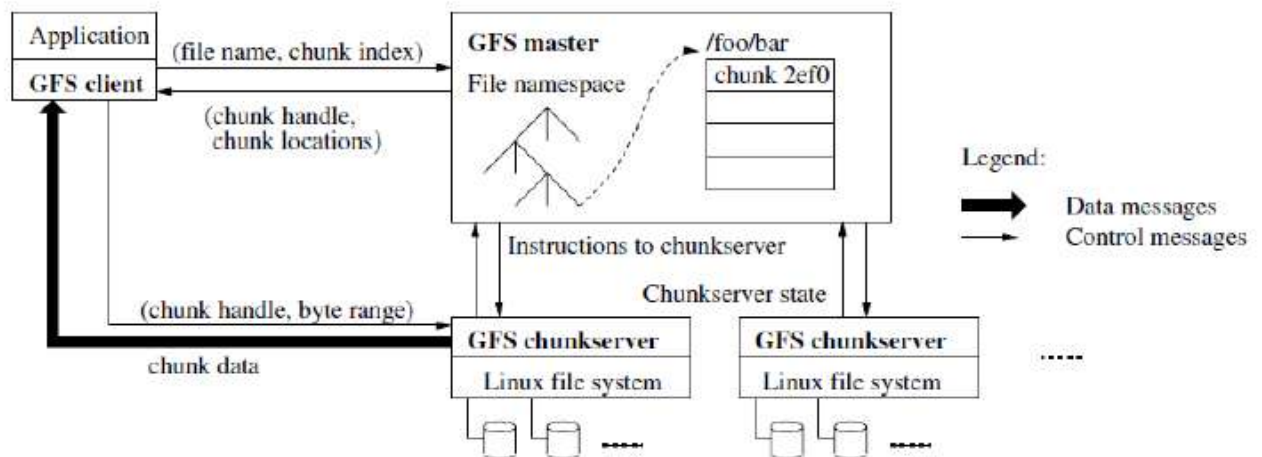 Application
GFS client
(file name, chunk index)
(chunk handle,
chunk locations)
GFS master
File namespace
/foo/bar
chunk 2ef0
Legend:
Data messages
Control messages
Instructions to chunkserver
Chunkserver state
(chunk handle, byte range)
chunk data
GFS chunkserver
Linux file system
GFS chunkserver
Linux file system